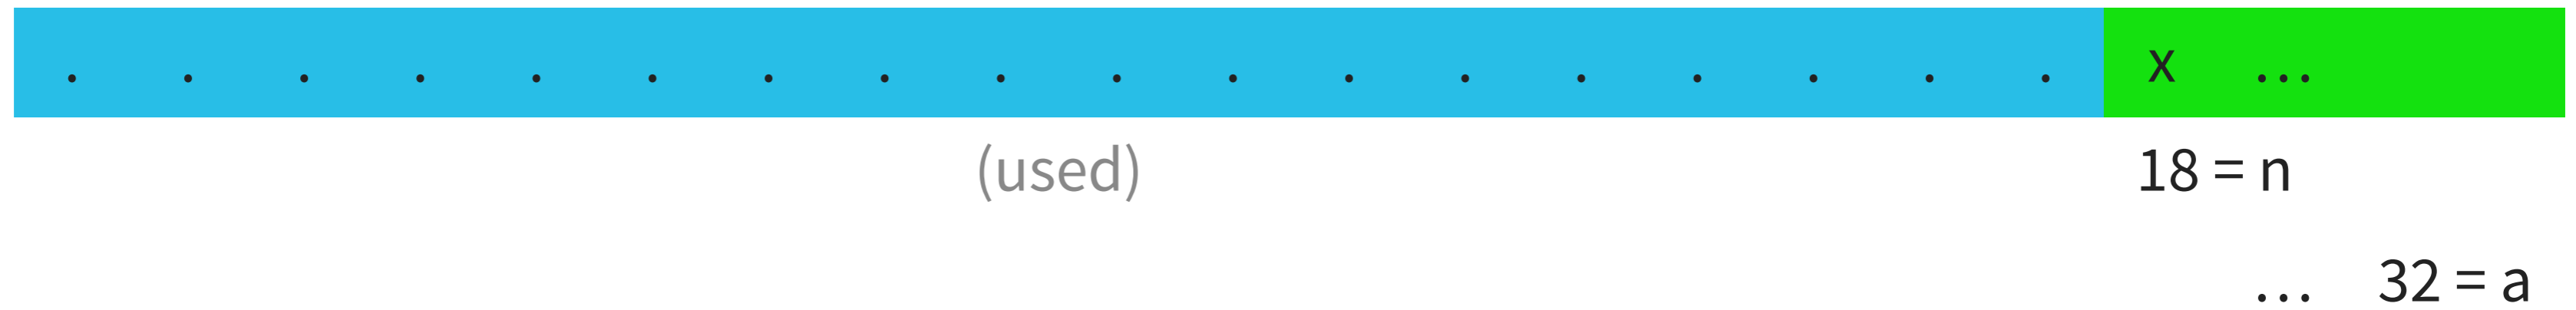 . . . . . . . . . . . . . . . . . . x ...
(used) 18 = n
... 32 = a